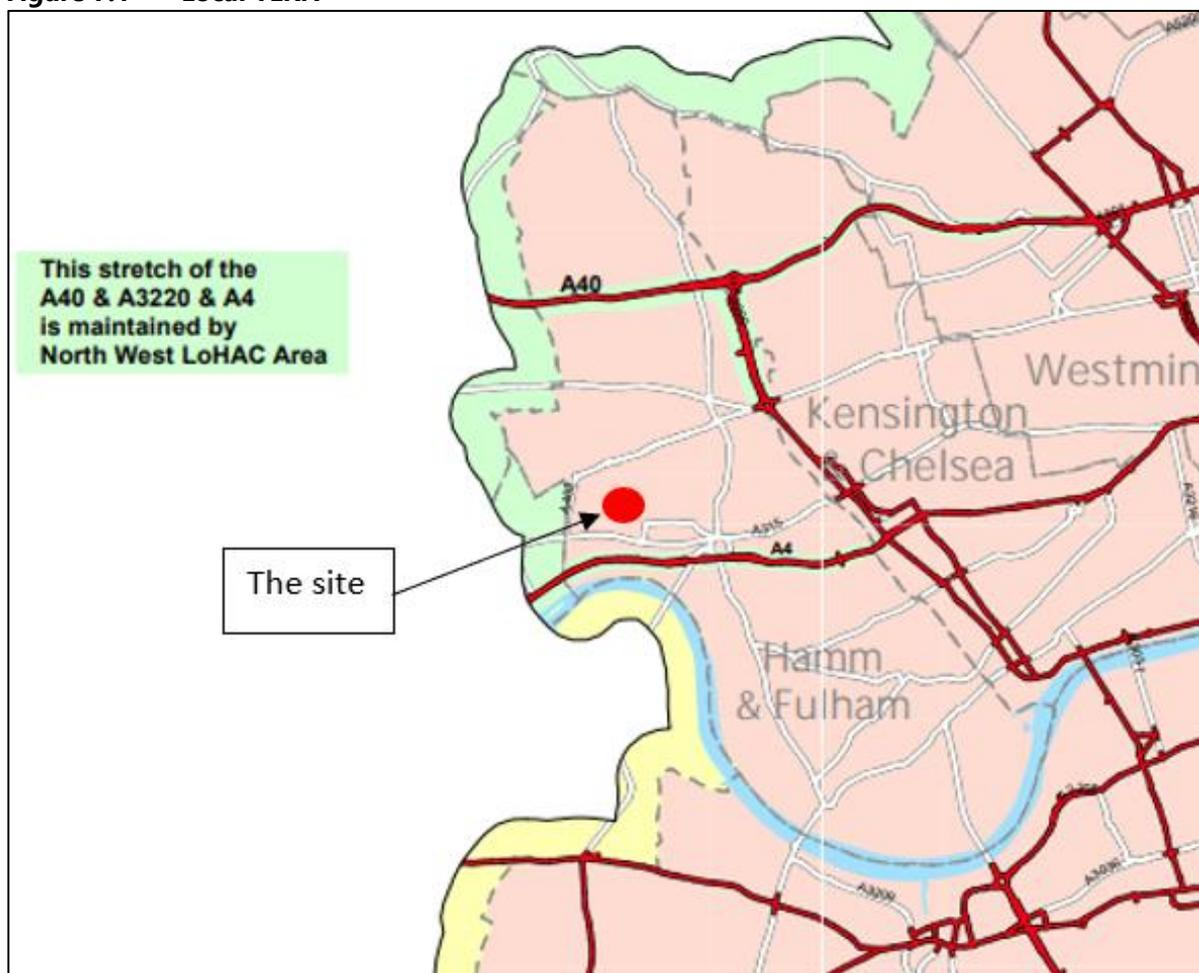 A40
This stretch of the
A40 & A3220 & A4
is maintained by
North West LoHAC Area
Westmin
Kensington
& Chelsea
The site
A315
A4
Hamm
& Fulham
A3209